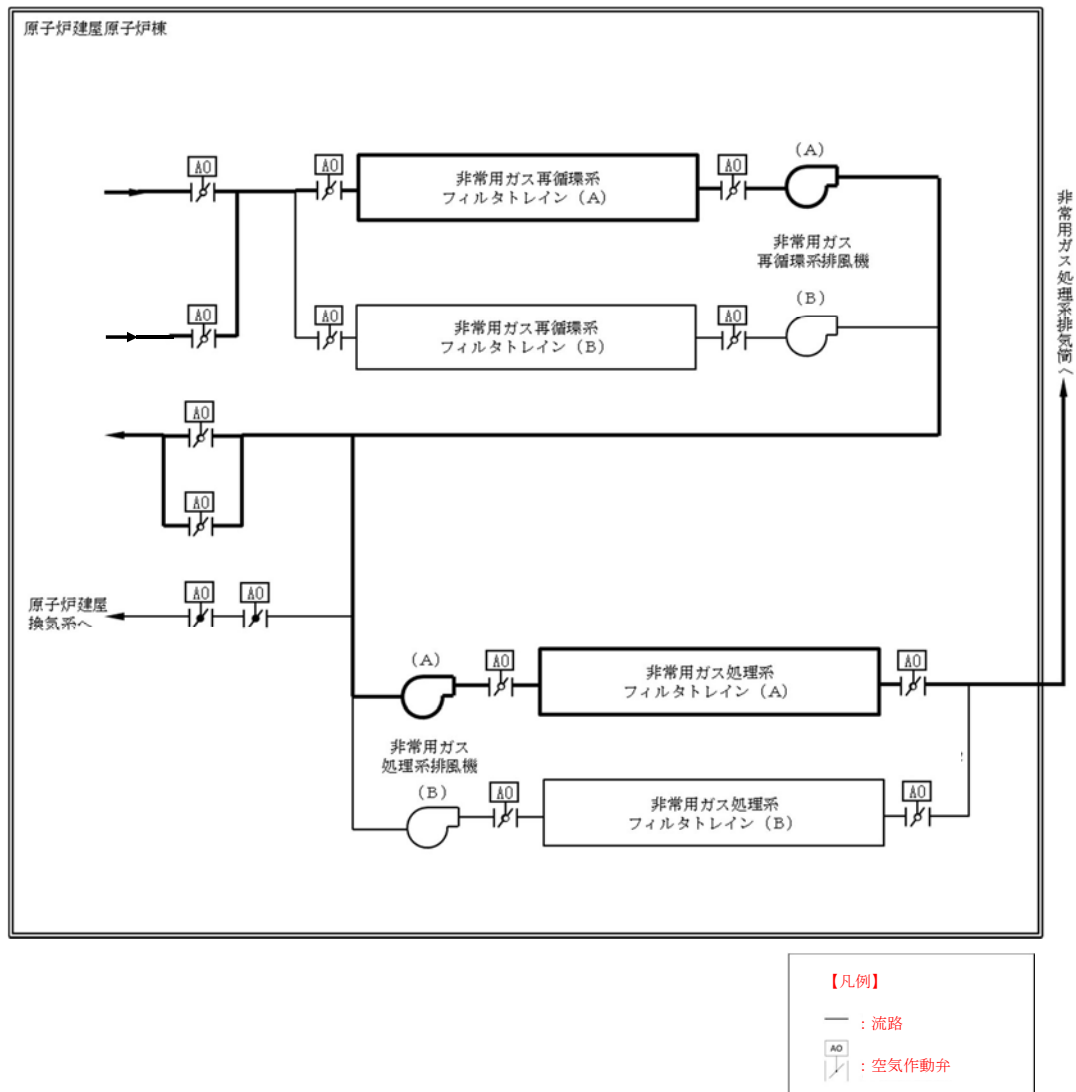 原子炉建屋原子炉棟
AO
AO
AO
(A)
非常用ガス再循環系
フィルタトレイン(A)
非常用ガス
再循環系排風機
AO
AO
AO
(B)
非常用ガス再循環系
フィルタトレイン(B)
非常用ガス処理系排気筒へ
AO
AO
AO
AO
原子炉建屋
換気系へ
(A)
AO
非常用ガス処理系
フィルタトレイン(A)
AO
非常用ガス
処理系排風機
(B)
AO
非常用ガス処理系
フィルタトレイン(B)
AO
【凡例】
:流路
AO
:空気作動弁